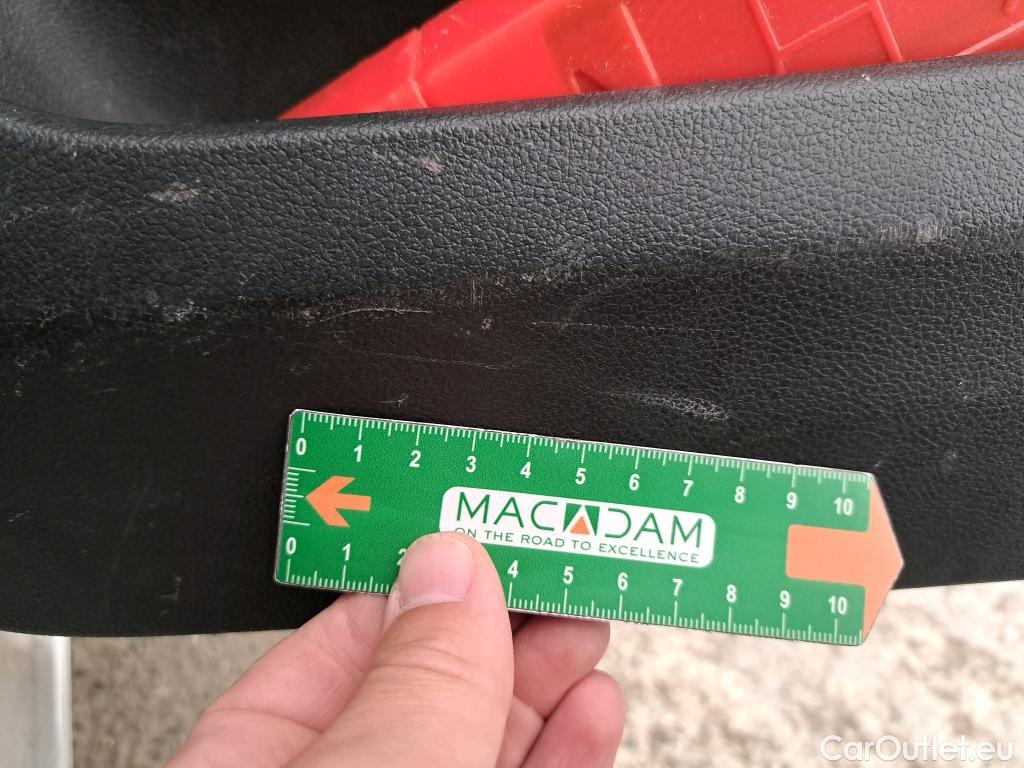 0 1 2 3 4 5 6 7 8 9 10
MACADAM
ON THE ROAD TO EXCELLENCE
0 1 2 4 5 6 7 8 9 10
CarOutlet.eu